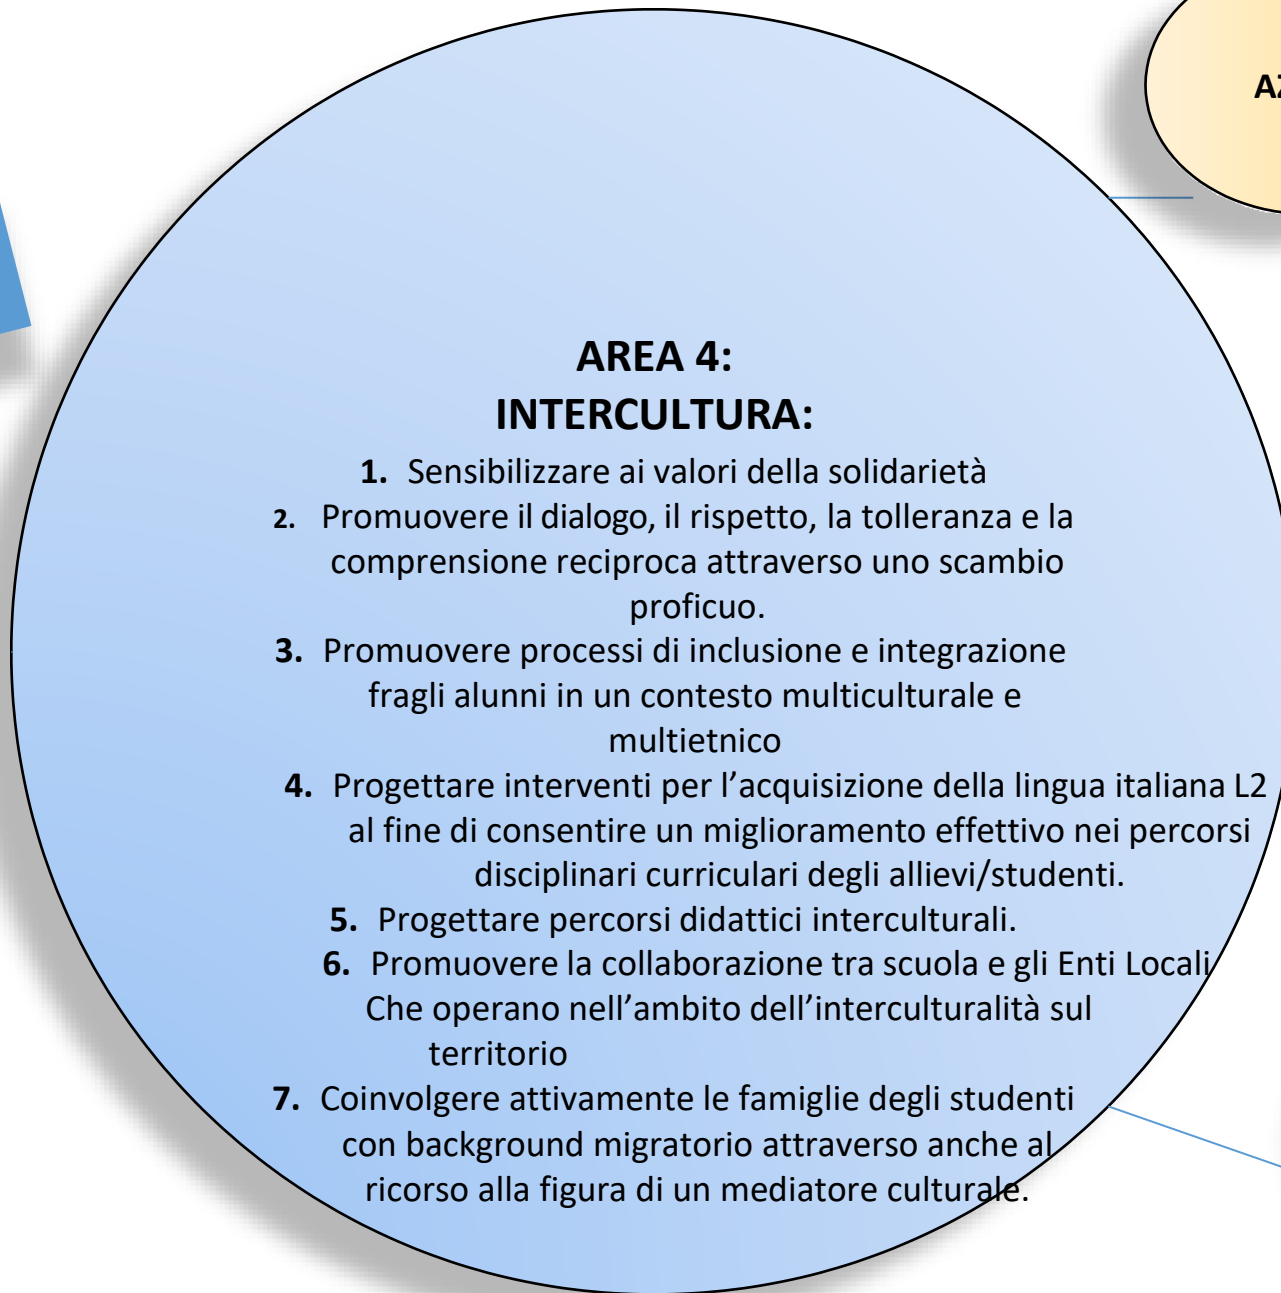 AZ
AREA 4:
INTERCULTURA:
1. Sensibilizzare ai valori della solidarietà
2. Promuovere il dialogo, il rispetto, la tolleranza e la
comprensione reciproca attraverso uno scambio
proficuo.
3. Promuovere processi di inclusione e integrazione
fragli alunni in un contesto multiculturale e
multietnico
4. Progettare interventi per l’acquisizione della lingua italiana L2
al fine di consentire un miglioramento effettivo nei percorsi
disciplinari curriculari degli allievi/studenti.
5. Progettare percorsi didattici interculturali.
6. Promuovere la collaborazione tra scuola e gli Enti Locali
Che operano nell’ambito dell’interculturalità sul
territorio
7. Coinvolgere attivamente le famiglie degli studenti
con background migratorio attraverso anche al
ricorso alla figura di un mediatore culturale.